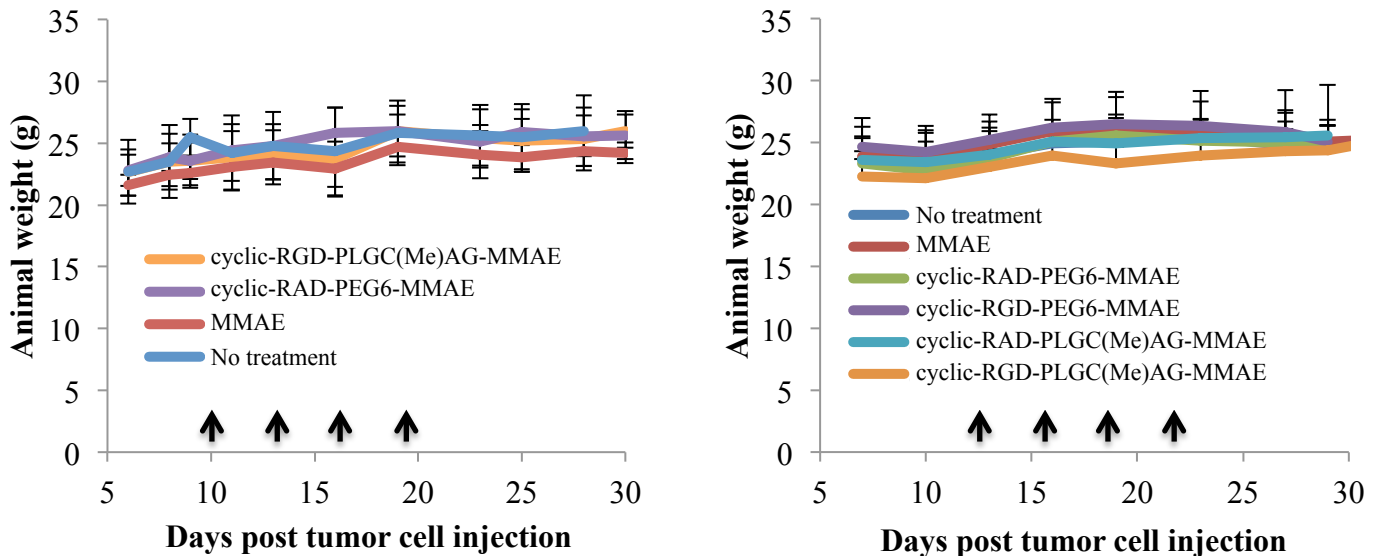 35
30
25
20
15
10
5
0
Animal weight (g)
cyclic-RGD-PLGC(Me)AG-MMAE
cyclic-RAD-PEG6-MMAE
MMAE
No treatment
5 10 15 20 25 30
Days post tumor cell injection
35
30
25
20
15
10
5
0
Animal weight (g)
No treatment
MMAE
cyclic-RAD-PEG6-MMAE
cyclic-RGD-PEG6-MMAE
cyclic-RAD-PLGC(Me)AG-MMAE
cyclic-RGD-PLGC(Me)AG-MMAE
5 10 15 20 25 30
Days post tumor cell injection